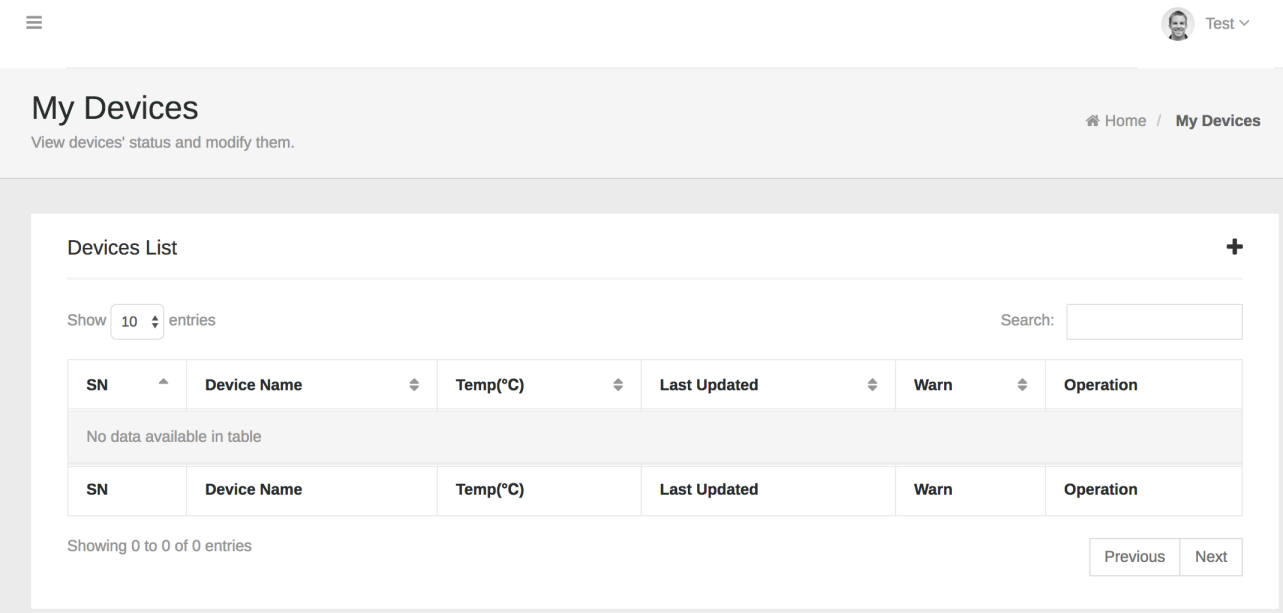 Test
My Devices
View devices' status and modify them.
Home / My Devices
Devices List
Show 10 entries
Search:
SN Device Name Temp(°C) Last Updated Warn Operation
No data available in table
SN Device Name Temp(°C) Last Updated Warn Operation
Showing 0 to 0 of 0 entries
Previous Next